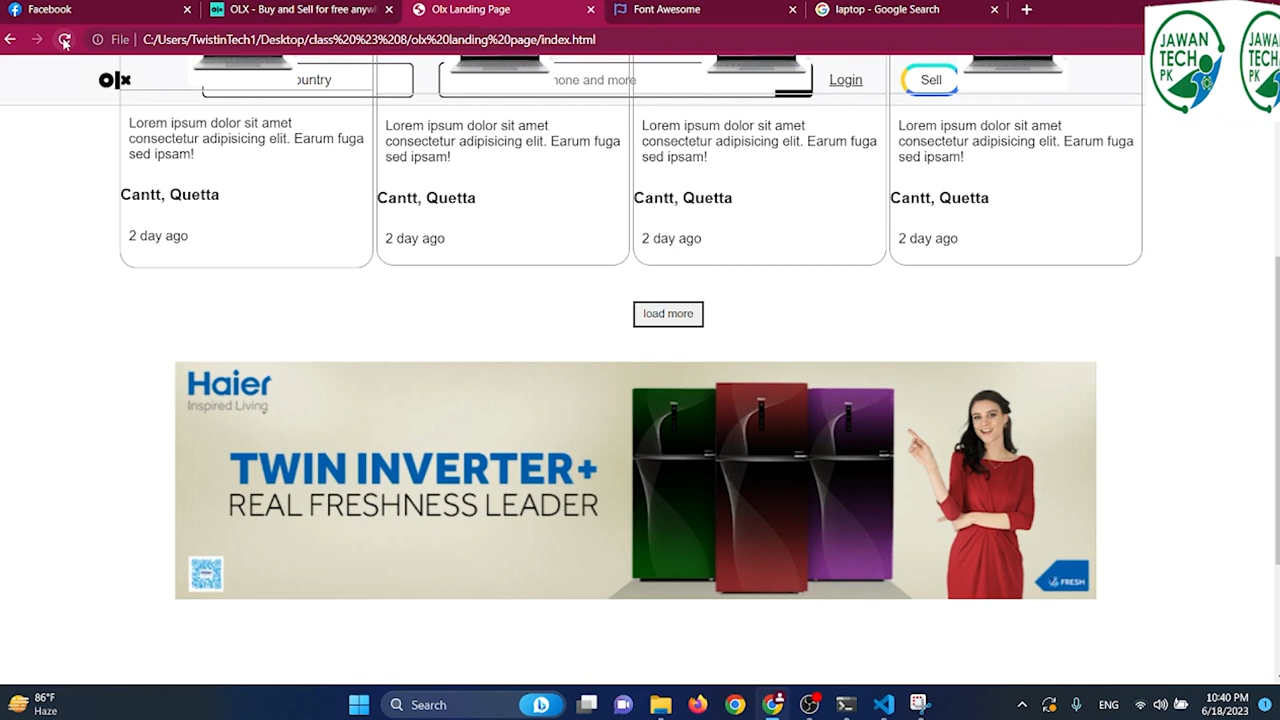 Facebook
OLX - Buy and Sell for free anyw
Olx Landing Page
Font Awesome
laptop - Google Search
File
C:/Users/TwistinTech1/Desktop/class%20%23%208/olx%20landing%20page/index.html
JAWAN
TECH
PK
JAWAN
TECH
PK
olx
ountry
hone and more
Login
Sell
Lorem ipsum dolor sit amet
consectetur adipisicing elit. Earum fuga
sed ipsam!
Cantt, Quetta
2 day ago
Lorem ipsum dolor sit amet
consectetur adipisicing elit. Earum fuga
sed ipsam!
Cantt, Quetta
2 day ago
Lorem ipsum dolor sit amet
consectetur adipisicing elit. Earum fuga
sed ipsam!
Cantt, Quetta
2 day ago
Lorem ipsum dolor sit amet
consectetur adipisicing elit. Earum fuga
sed ipsam!
Cantt, Quetta
2 day ago
load more
Haier
Inspired Living
TWIN INVERTER+
REAL FRESHNESS LEADER
FRESH
86°F
Haze
Search
ENG
10:40 PM
6/18/2023
1